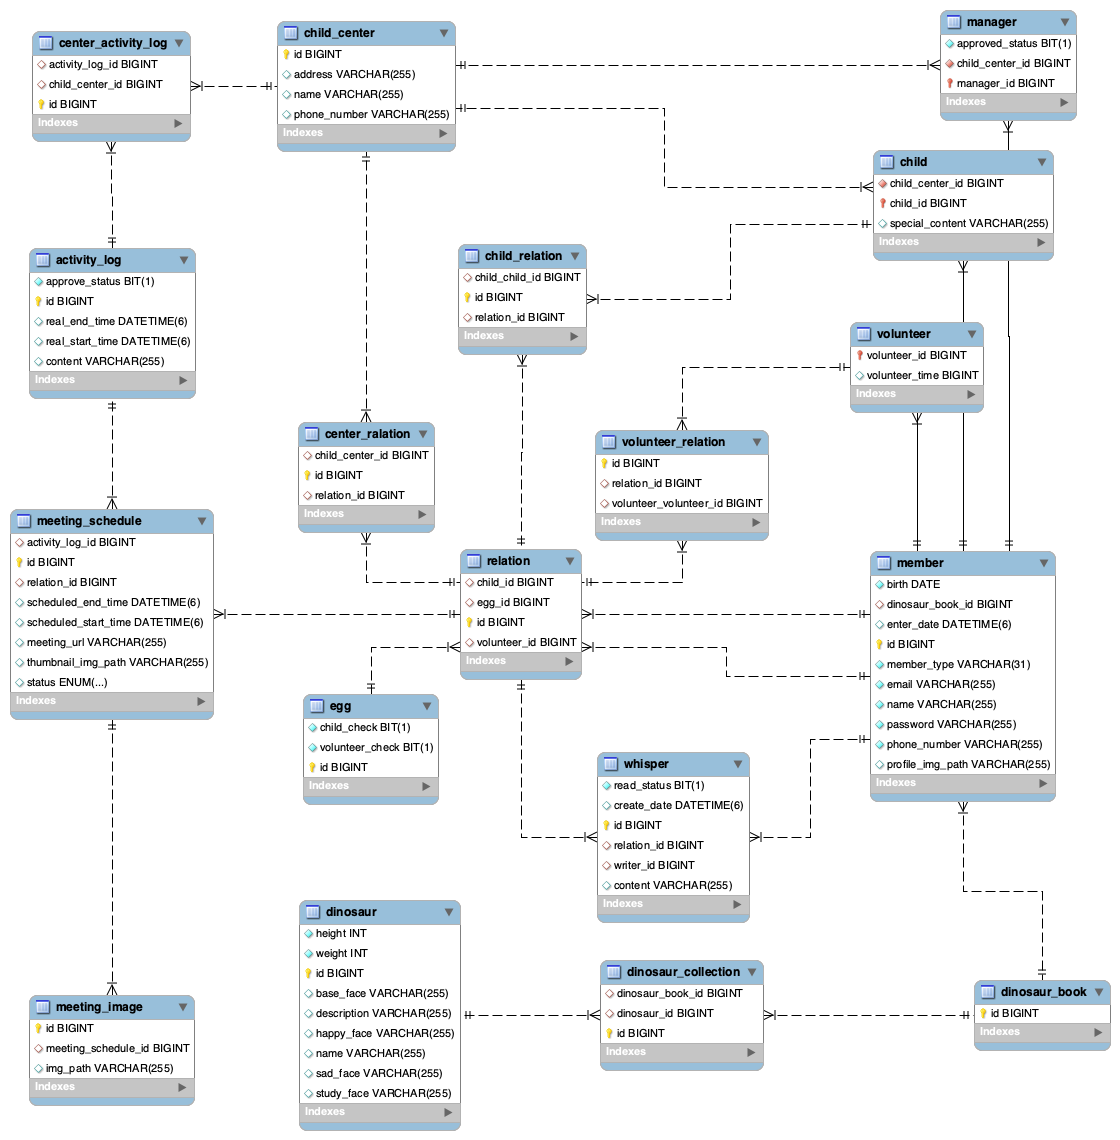 center_activity_log
activity_log_id BIGINT
child_center_id BIGINT
id BIGINT
Indexes
child_center
id BIGINT
address VARCHAR(255)
name VARCHAR(255)
phone_number VARCHAR(255)
Indexes
manager
approved_status BIT(1)
child_center_id BIGINT
manager_id BIGINT
Indexes
child
child_center_id BIGINT
child_id BIGINT
special_content VARCHAR(255)
Indexes
activity_log
approve_status BIT(1)
id BIGINT
real_end_time DATETIME(6)
real_start_time DATETIME(6)
content VARCHAR(255)
Indexes
child_relation
child_child_id BIGINT
id BIGINT
relation_id BIGINT
Indexes
volunteer
volunteer_id BIGINT
volunteer_time BIGINT
Indexes
center_ralation
child_center_id BIGINT
id BIGINT
relation_id BIGINT
Indexes
volunteer_relation
id BIGINT
relation_id BIGINT
volunteer_volunteer_id BIGINT
Indexes
meeting_schedule
activity_log_id BIGINT
id BIGINT
relation_id BIGINT
scheduled_end_time DATETIME(6)
scheduled_start_time DATETIME(6)
meeting_url VARCHAR(255)
thumbnail_img_path VARCHAR(255)
status ENUM(...)
Indexes
relation
child_id BIGINT
egg_id BIGINT
id BIGINT
volunteer_id BIGINT
Indexes
member
birth DATE
dinosaur_book_id BIGINT
enter_date DATETIME(6)
id BIGINT
member_type VARCHAR(31)
email VARCHAR(255)
name VARCHAR(255)
password VARCHAR(255)
phone_number VARCHAR(255)
profile_img_path VARCHAR(255)
Indexes
egg
child_check BIT(1)
volunteer_check BIT(1)
id BIGINT
Indexes
whisper
read_status BIT(1)
create_date DATETIME(6)
id BIGINT
relation_id BIGINT
writer_id BIGINT
content VARCHAR(255)
Indexes
dinosaur
height INT
weight INT
id BIGINT
base_face VARCHAR(255)
description VARCHAR(255)
happy_face VARCHAR(255)
name VARCHAR(255)
sad_face VARCHAR(255)
study_face VARCHAR(255)
Indexes
dinosaur_collection
dinosaur_book_id BIGINT
dinosaur_id BIGINT
id BIGINT
Indexes
dinosaur_book
id BIGINT
Indexes
meeting_image
id BIGINT
meeting_schedule_id BIGINT
img_path VARCHAR(255)
Indexes